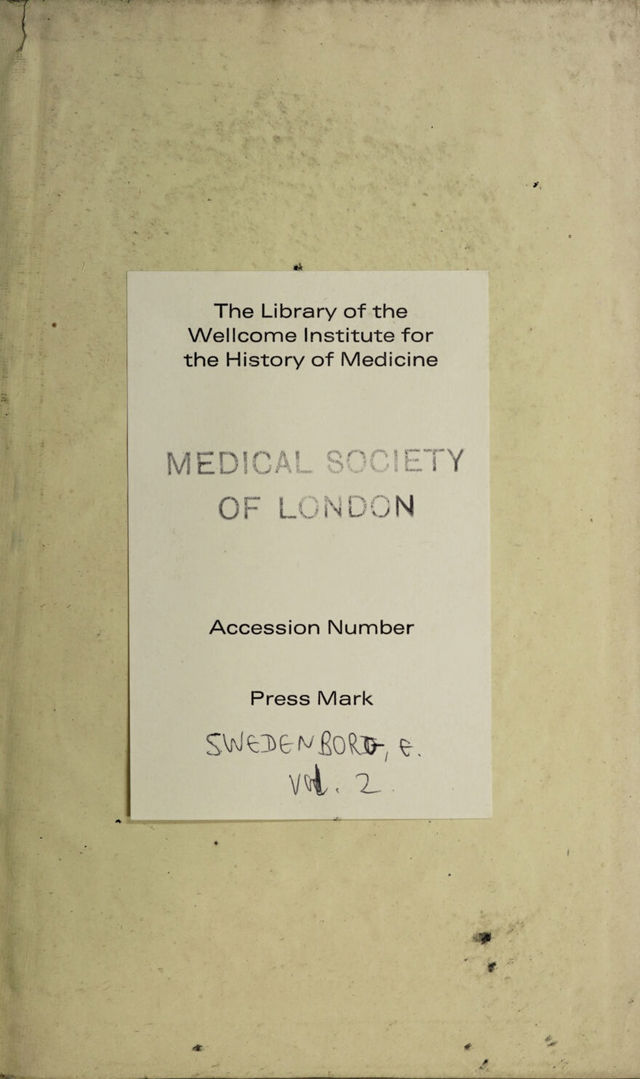 The Library of the
Wellcome Institute for
the History of Medicine
MEDICAL SOCIETY
OF LONDON
Accession Number
Press Mark
SWEDENBORG, E.
Vol. 2